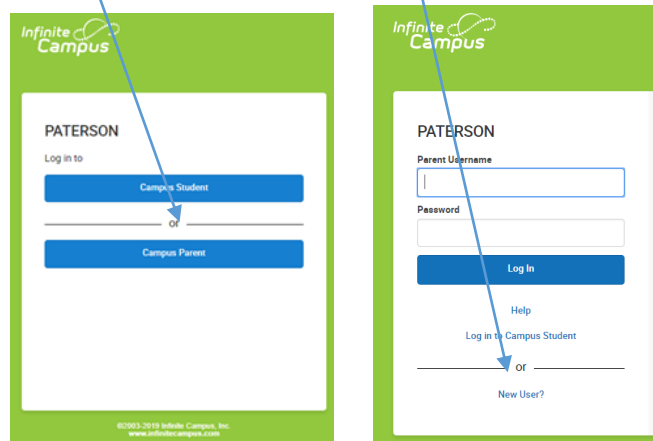 Infinite
Campus
PATERSON
Log in to
Campus Student
or
Campus Parent
©2003-2019 Infinite Campus, Inc.
www.infinitecampus.com
Infinite
Campus
PATERSON
Parent Username
Password
Log In
Help
Log in to Campus Student
or
New User?